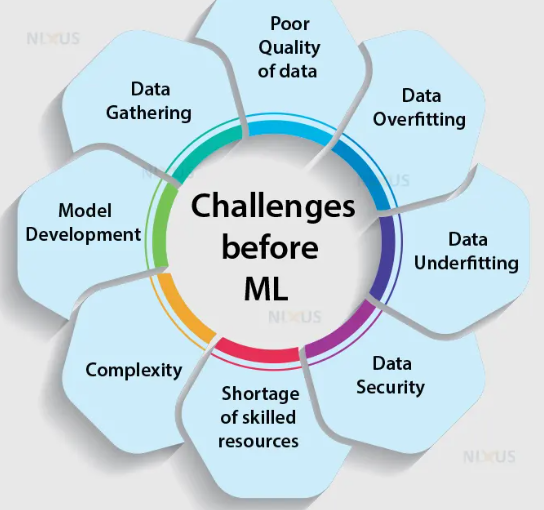 NIXUS
Poor
Quality
of data
Data
Gathering
Data
Overfitting
NIXUS
Model
Development
Challenges
before
ML
Data
Underfitting
NIXUS
Complexity
Data
Security
Shortage
of skilled
resources
NIXUS